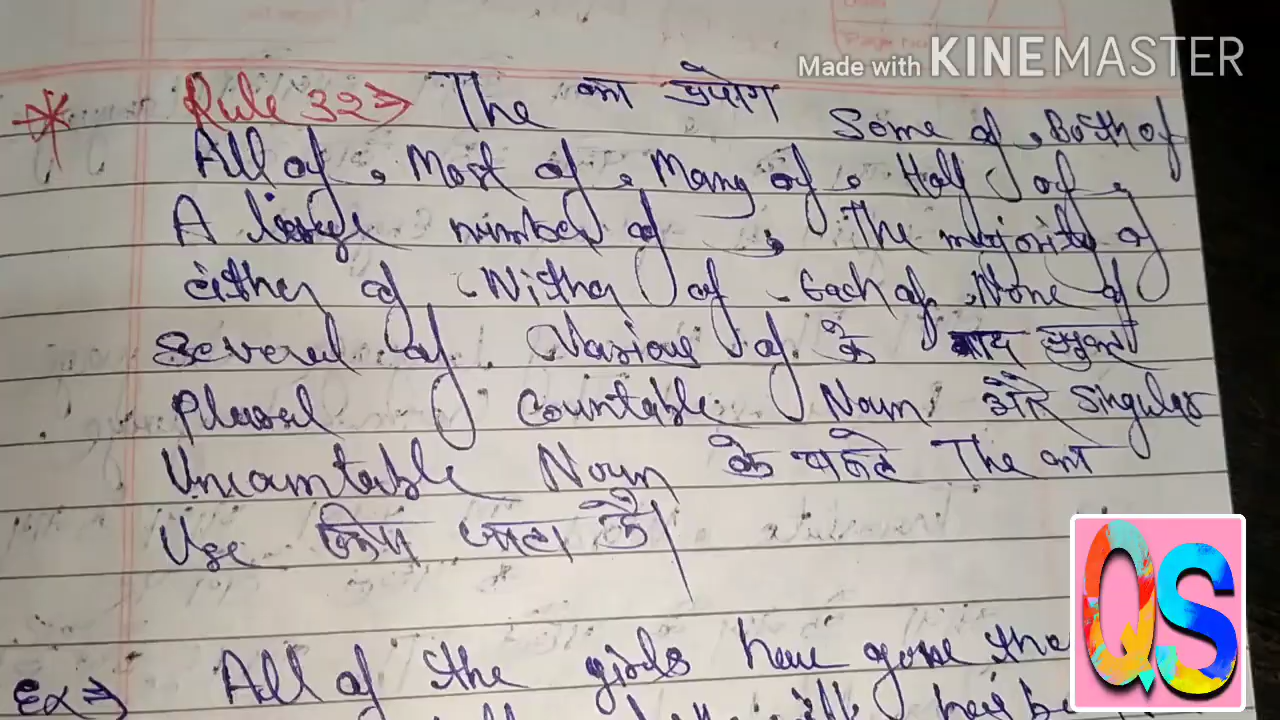 Made with KINEMASTER
Rule 32⇒ The का प्रयोग
Some of, Both of
All of, Most of, Many of, Half of,
A large number of, The majority of
either of, Nither of, Each of, None of
Several of Various of के बाद प्रयुक्त
Plural Countable Noun और Singular
Uncountable Noun के पहले The का
Use किया जाता है।
Ex⇒ All of the girls have gone the
QS